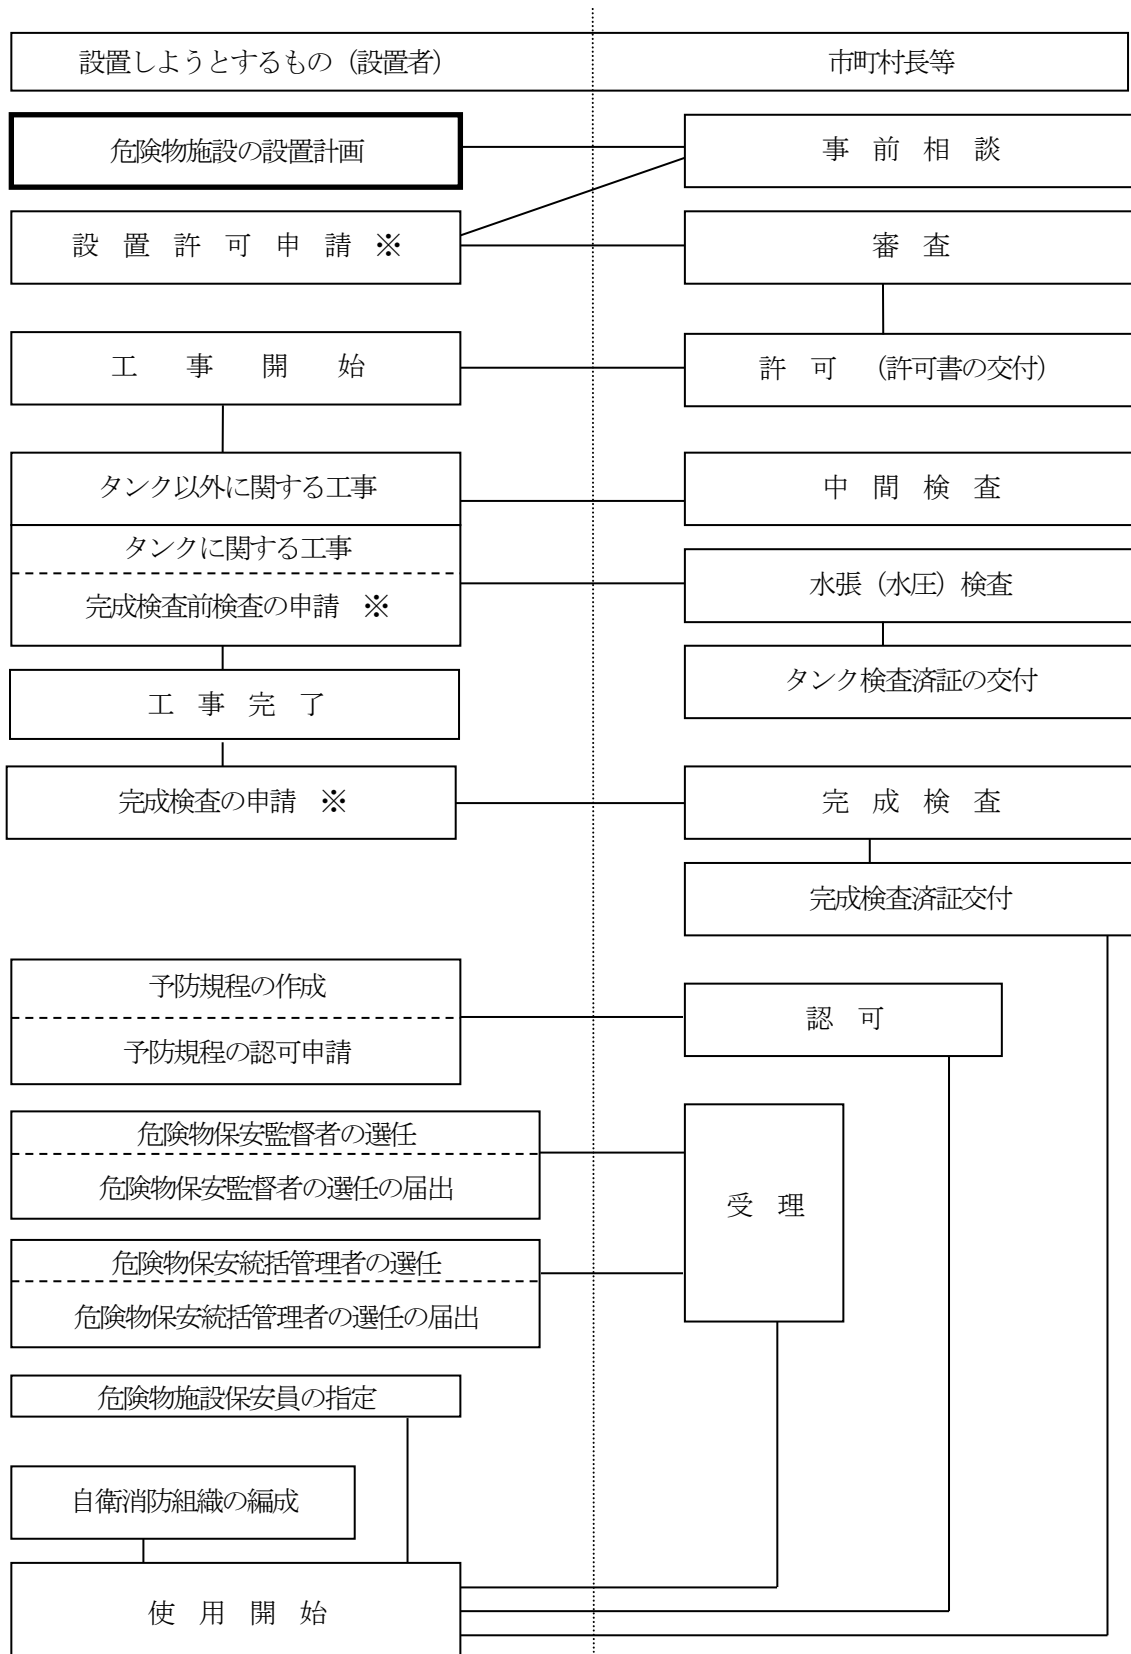 設置しようとするもの（設置者）
市町村長等
危険物施設の設置計画
事　前　相　談
設　置　許　可　申　請　※
審　査
工　事　開　始
許　可　（許可書の交付）
タンク以外に関する工事
中　間　検　査
タンクに関する工事
完成検査前検査の申請　※
水張（水圧）検査
タンク検査済証の交付
工　事　完　了
完成検査の申請　※
完　成　検　査
完成検査済証交付
予防規程の作成
予防規程の認可申請
認　可
危険物保安監督者の選任
危険物保安監督者の選任の届出
受　理
危険物保安統括管理者の選任
危険物保安統括管理者の選任の届出
危険物施設保安員の指定
自衛消防組織の編成
使　用　開　始